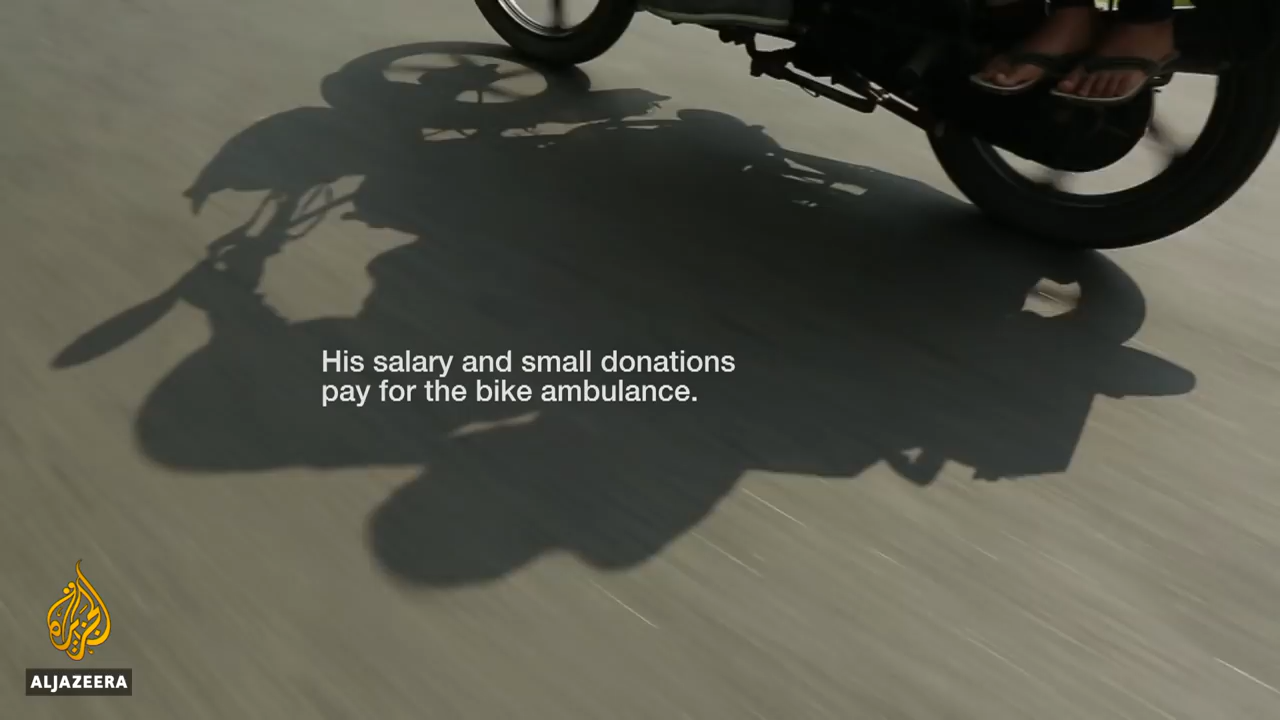 His salary and small donations
pay for the bike ambulance.
الجزيرة
ALJAZEERA